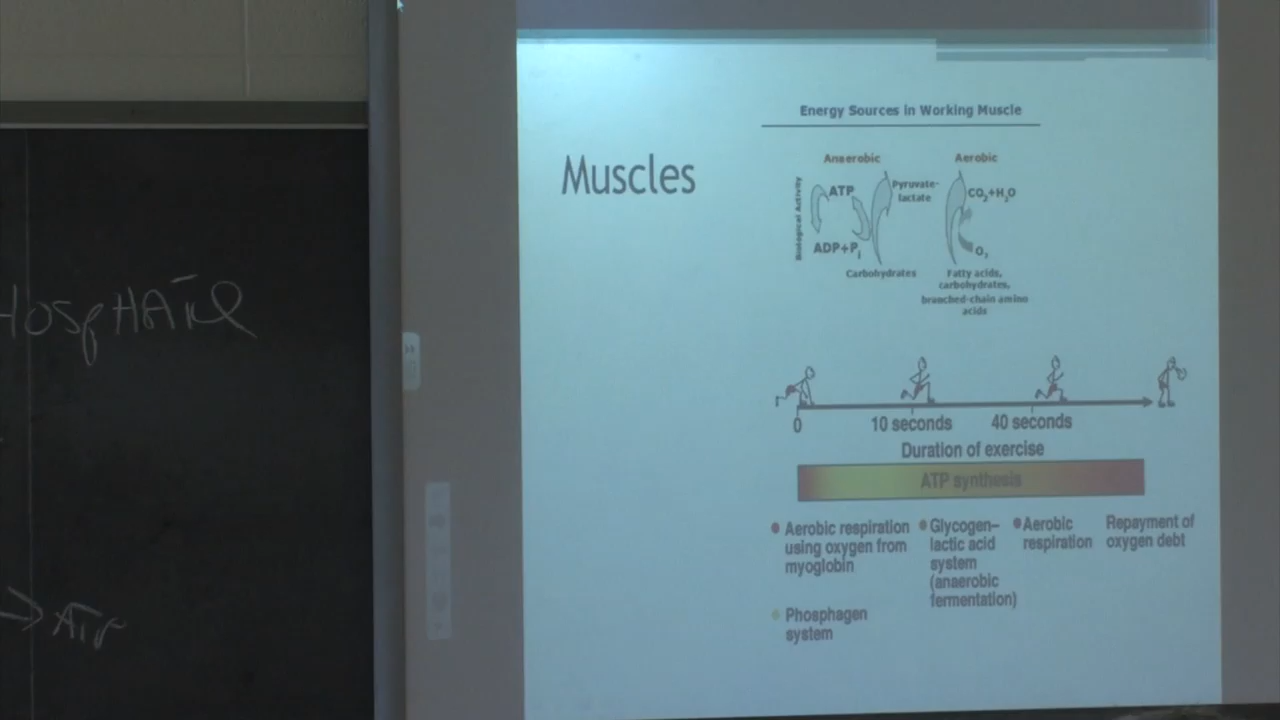 Energy Sources in Working Muscle
Muscles
Anaerobic
Aerobic
Biological Activity
ATP
ADP+Pi
Pyruvate-
lactate
Carbohydrates
CO2+H2O
O2
Fatty acids,
carbohydrates,
branched-chain amino
acids
0
10 seconds
40 seconds
Duration of exercise
ATP synthesis
Aerobic respiration
using oxygen from
myoglobin
Phosphagen
system
Glycogen–
lactic acid
system
(anaerobic
fermentation)
Aerobic
respiration
Repayment of
oxygen debt
→ ATP